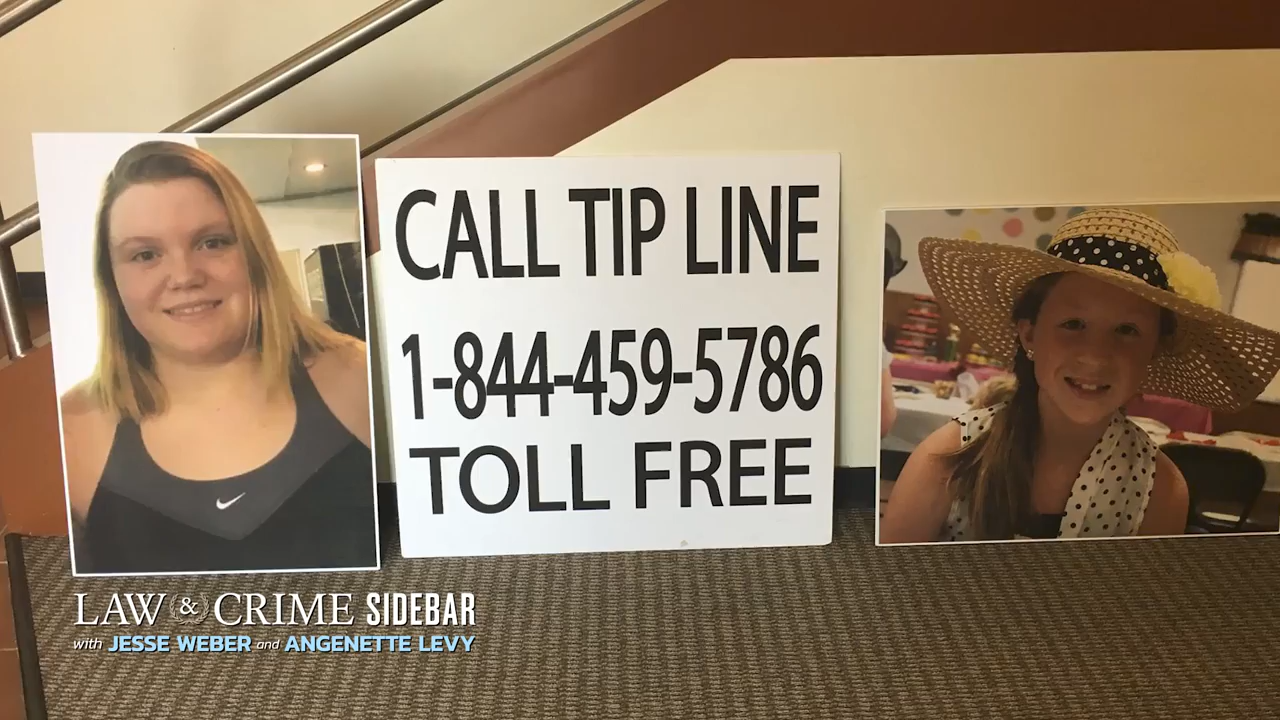 CALL TIP LINE
1-844-459-5786
TOLL FREE
LAW & CRIME SIDEBAR
with JESSE WEBER and ANGENETTE LEVY